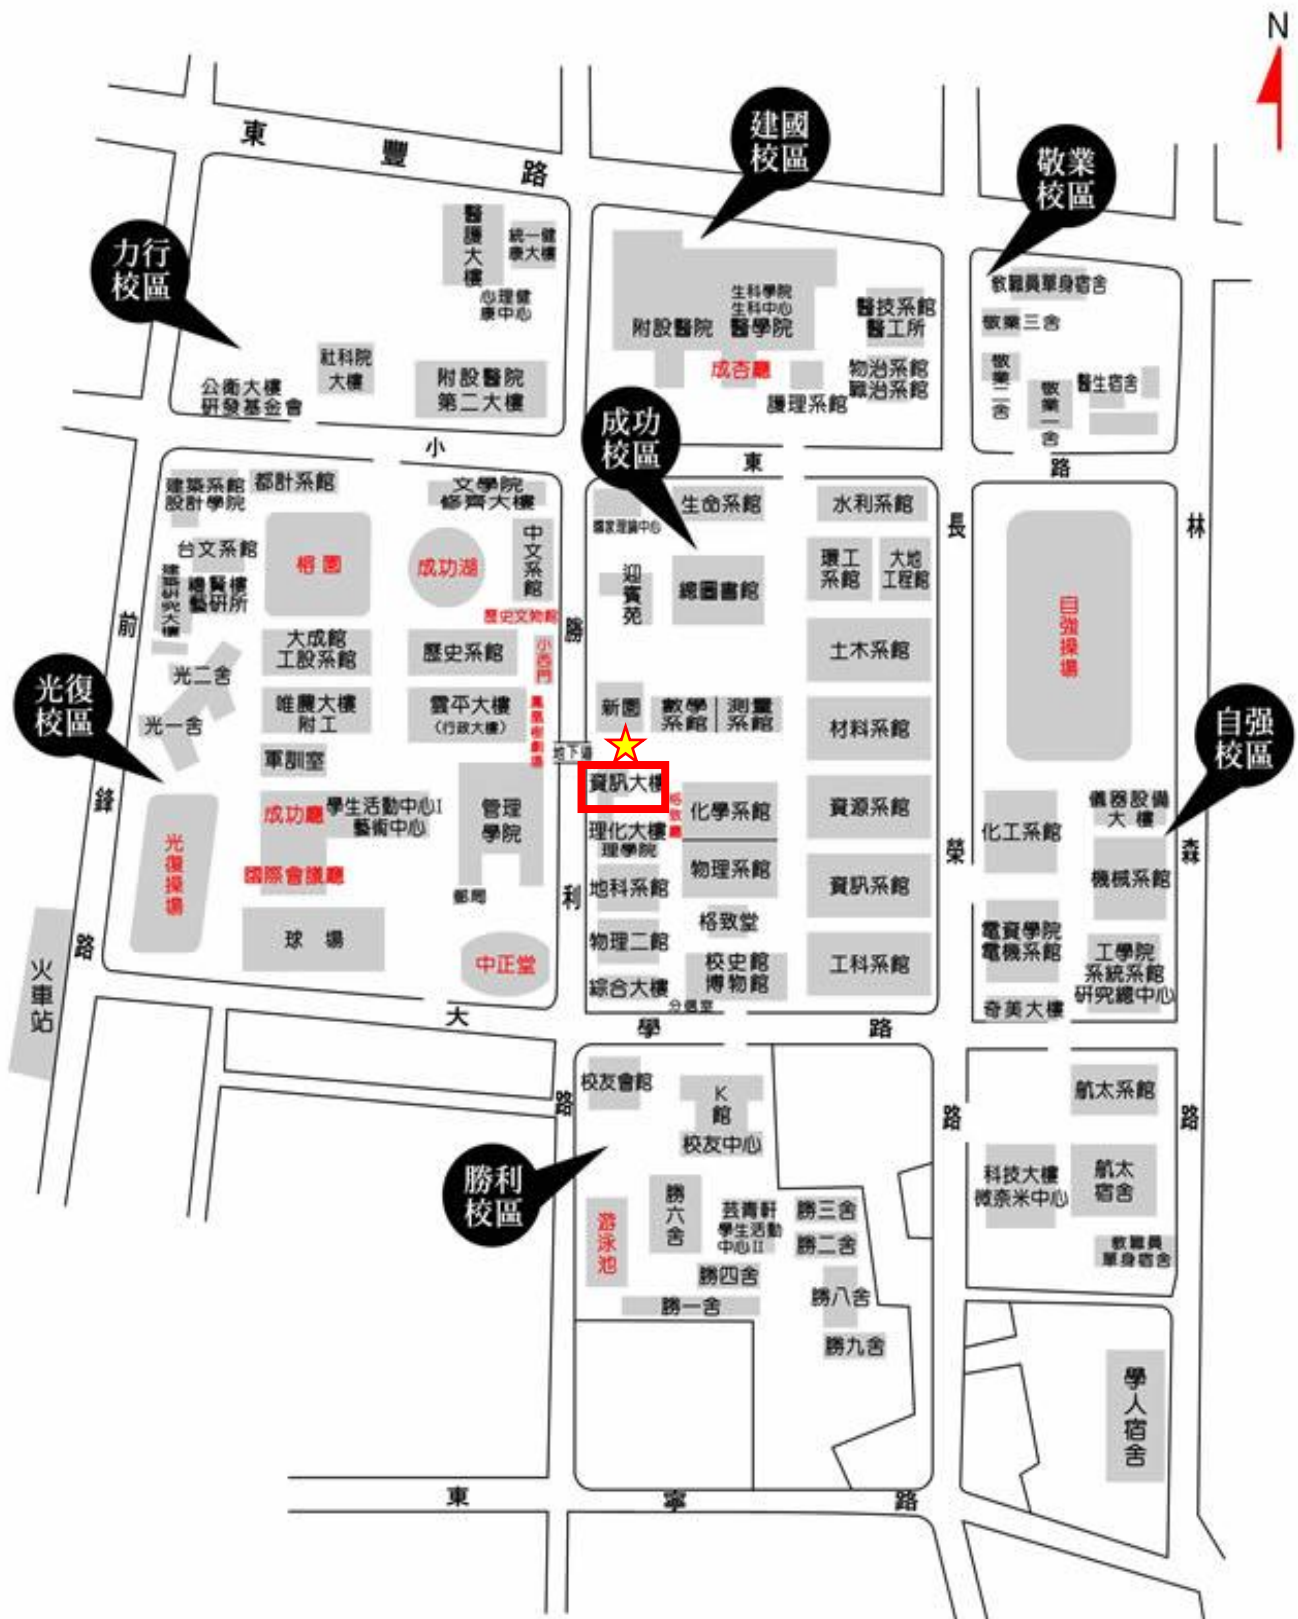 N
東豐路
建國
校區
敬業
校區
力行
校區
醫護大樓
統一健
康大樓
心理健
康中心
社科院
大樓
公衛大樓
研發基金會
附設醫院
第二大樓
生科學院
生科中心
附設醫院
醫學院
成杏廳
醫技系館
醫工所
物治系館
職治系館
護理系館
教職員單身宿舍
敬業三舍
敬業二舍
敬業一舍
醫生宿舍
小東路
成功
校區
建築系館
設計學院
都計系館
文學院
修齊大樓
台文系館
榕園
成功湖
中文系館
總賢樓
藝研所
歷史文物館
大成館
工設系館
歷史系館
小西門
光二舍
光一舍
唯農大樓
附工
雲平大樓
(行政大樓)
鳳凰樹劇場
軍訓室
成功廳
學生活動中心I
藝術中心
管理
學院
國際會議廳
郵局
球場
中正堂
光復操場
光復
校區
前鋒路
火車站
國家理論中心
生命系館
水利系館
迎賓苑
總圖書館
環工
系館
大地
工程館
土木系館
新園
數學
系館
測量
系館
材料系館
地下道
資訊大樓
格致廳
化學系館
資源系館
理化大樓
理學院
物理系館
地科系館
資訊系館
格致堂
物理二館
校史館
博物館
工科系館
綜合大樓
大學路
勝利路
長榮路
林森路
自強操場
自強
校區
儀器設備
大樓
化工系館
機械系館
電資學院
電機系館
工學院
系統系館
研究總中心
奇美大樓
校友會館
K
館
校友中心
勝利
校區
勝六舍
游泳池
芸青軒
學生活動
中心II
勝三舍
勝二舍
勝四舍
勝一舍
勝八舍
勝九舍
航太系館
科技大樓
微奈米中心
航太
宿舍
教職員
單身宿舍
學人宿舍
東寧路